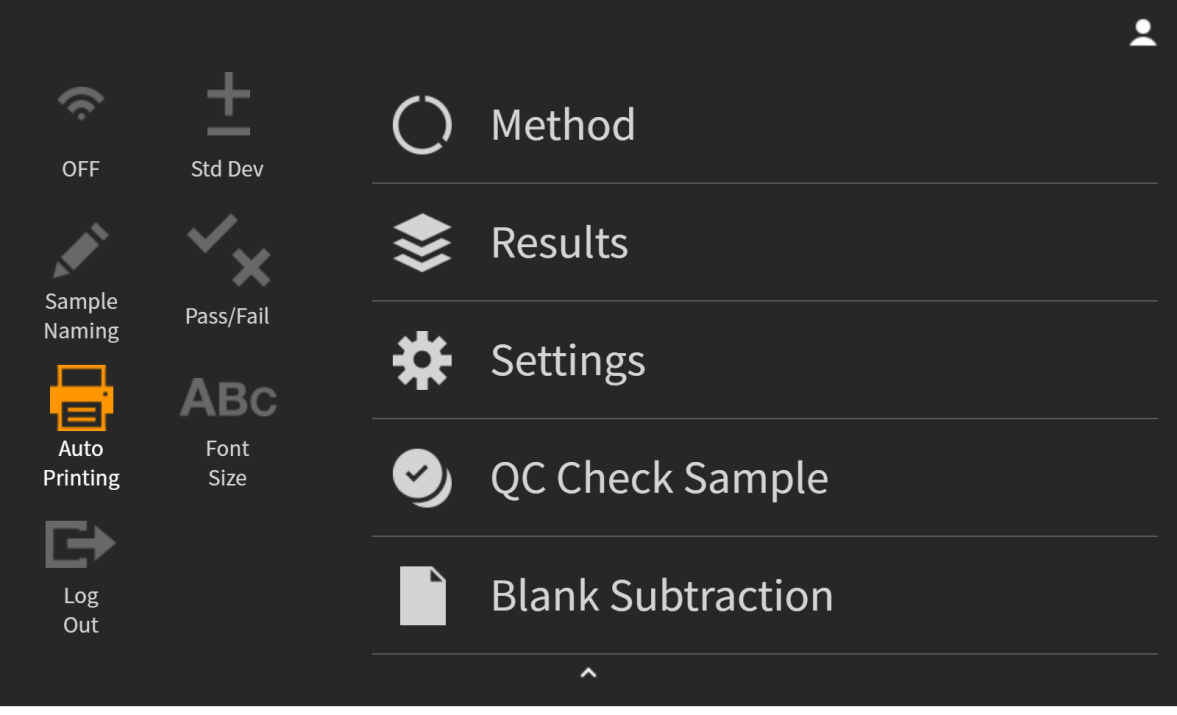 OFF
Std Dev
Sample
Naming
Pass/Fail
Auto
Printing
ABC
Font
Size
Log
Out
Method
Results
Settings
QC Check Sample
Blank Subtraction